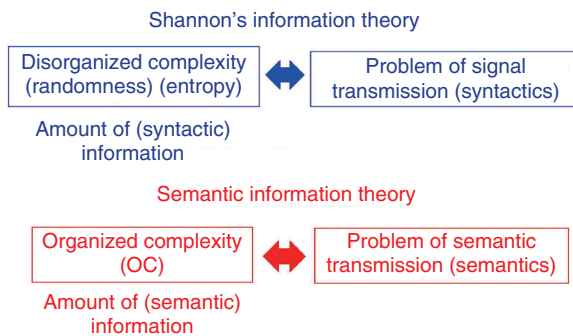 Shannon's information theory
Disorganized complexity
(randomness) (entropy)
Problem of signal
transmission (syntactics)
Amount of (syntactic)
information
Semantic information theory
Organized complexity
(OC)
Problem of semantic
transmission (semantics)
Amount of (semantic)
information